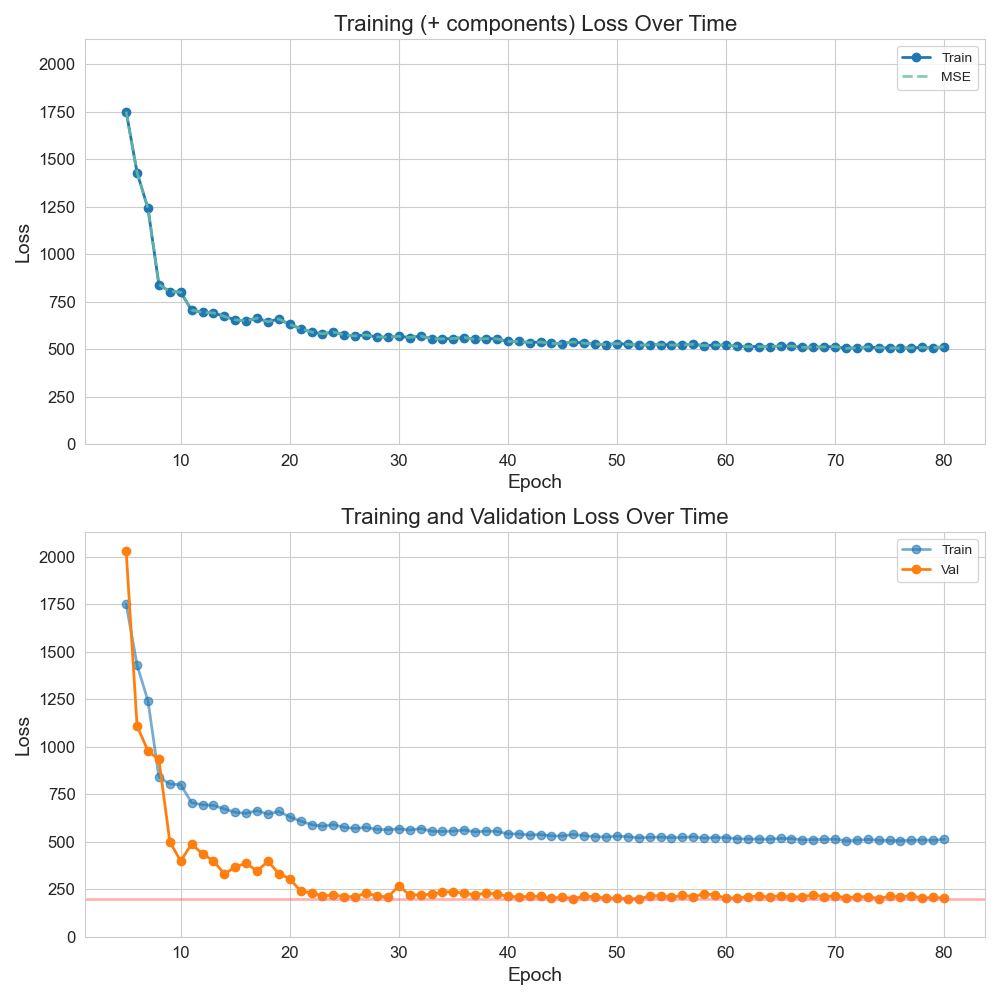 Training (+ components) Loss Over Time
Train
MSE
2000
1750
1500
1250
1000
750
500
250
0
Loss
10 20 30 40 50 60 70 80
Epoch
Training and Validation Loss Over Time
Train
Val
2000
1750
1500
1250
1000
750
500
250
0
Loss
10 20 30 40 50 60 70 80
Epoch